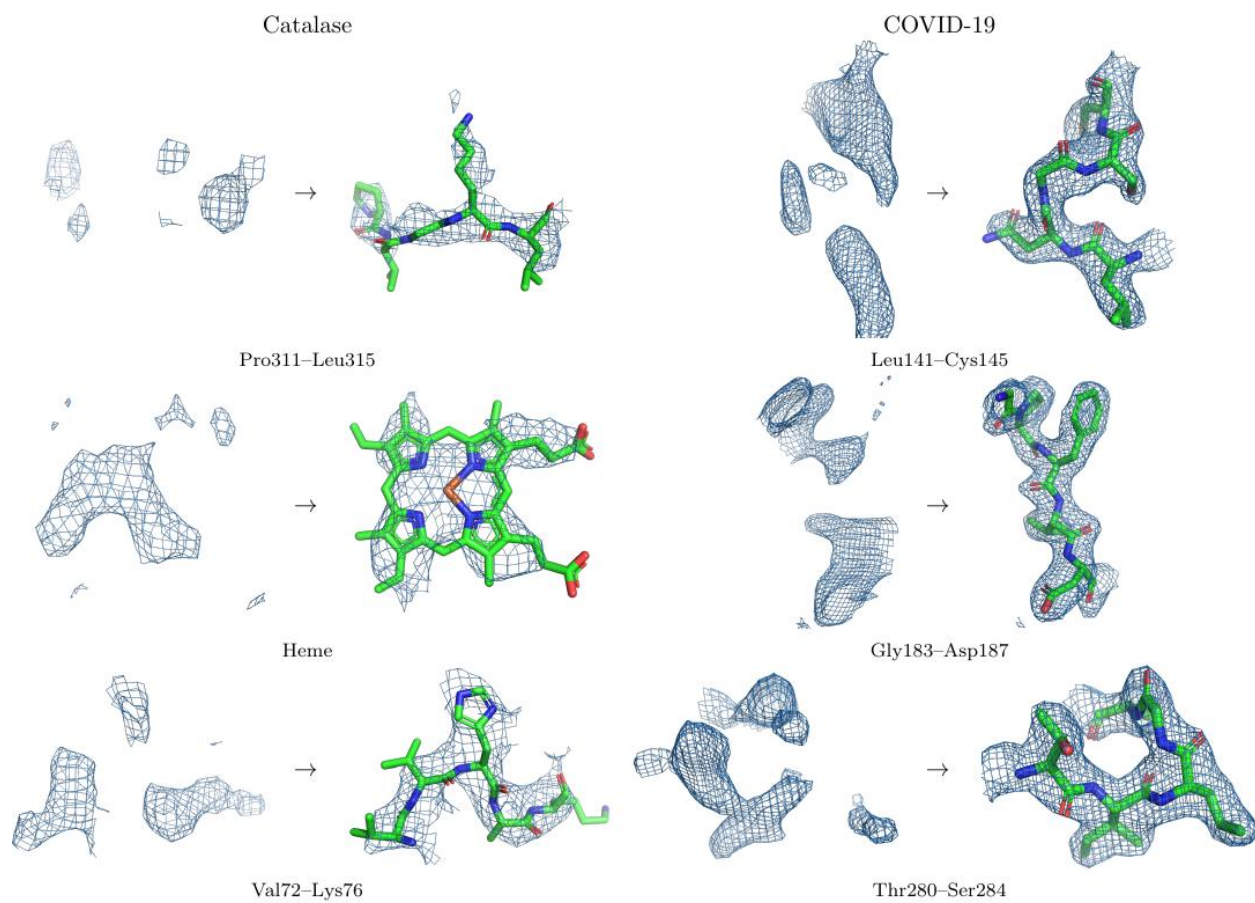 Catalase
COVID-19
→
→
Pro311–Leu315
Leu141–Cys145
→
→
Heme
Gly183–Asp187
→
→
Val72–Lys76
Thr280–Ser284